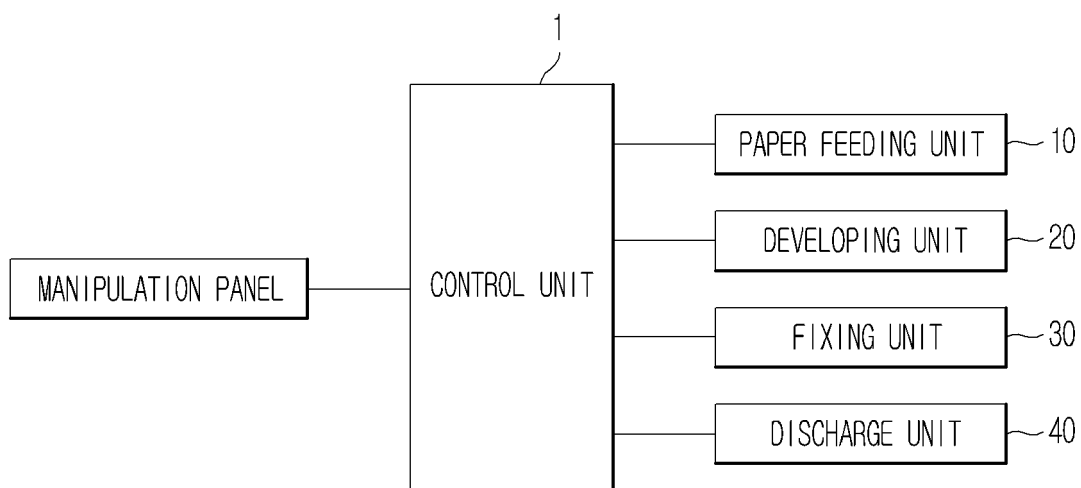 1
PAPER FEEDING UNIT 10
DEVELOPING UNIT 20
MANIPULATION PANEL
CONTROL UNIT
FIXING UNIT 30
DISCHARGE UNIT 40